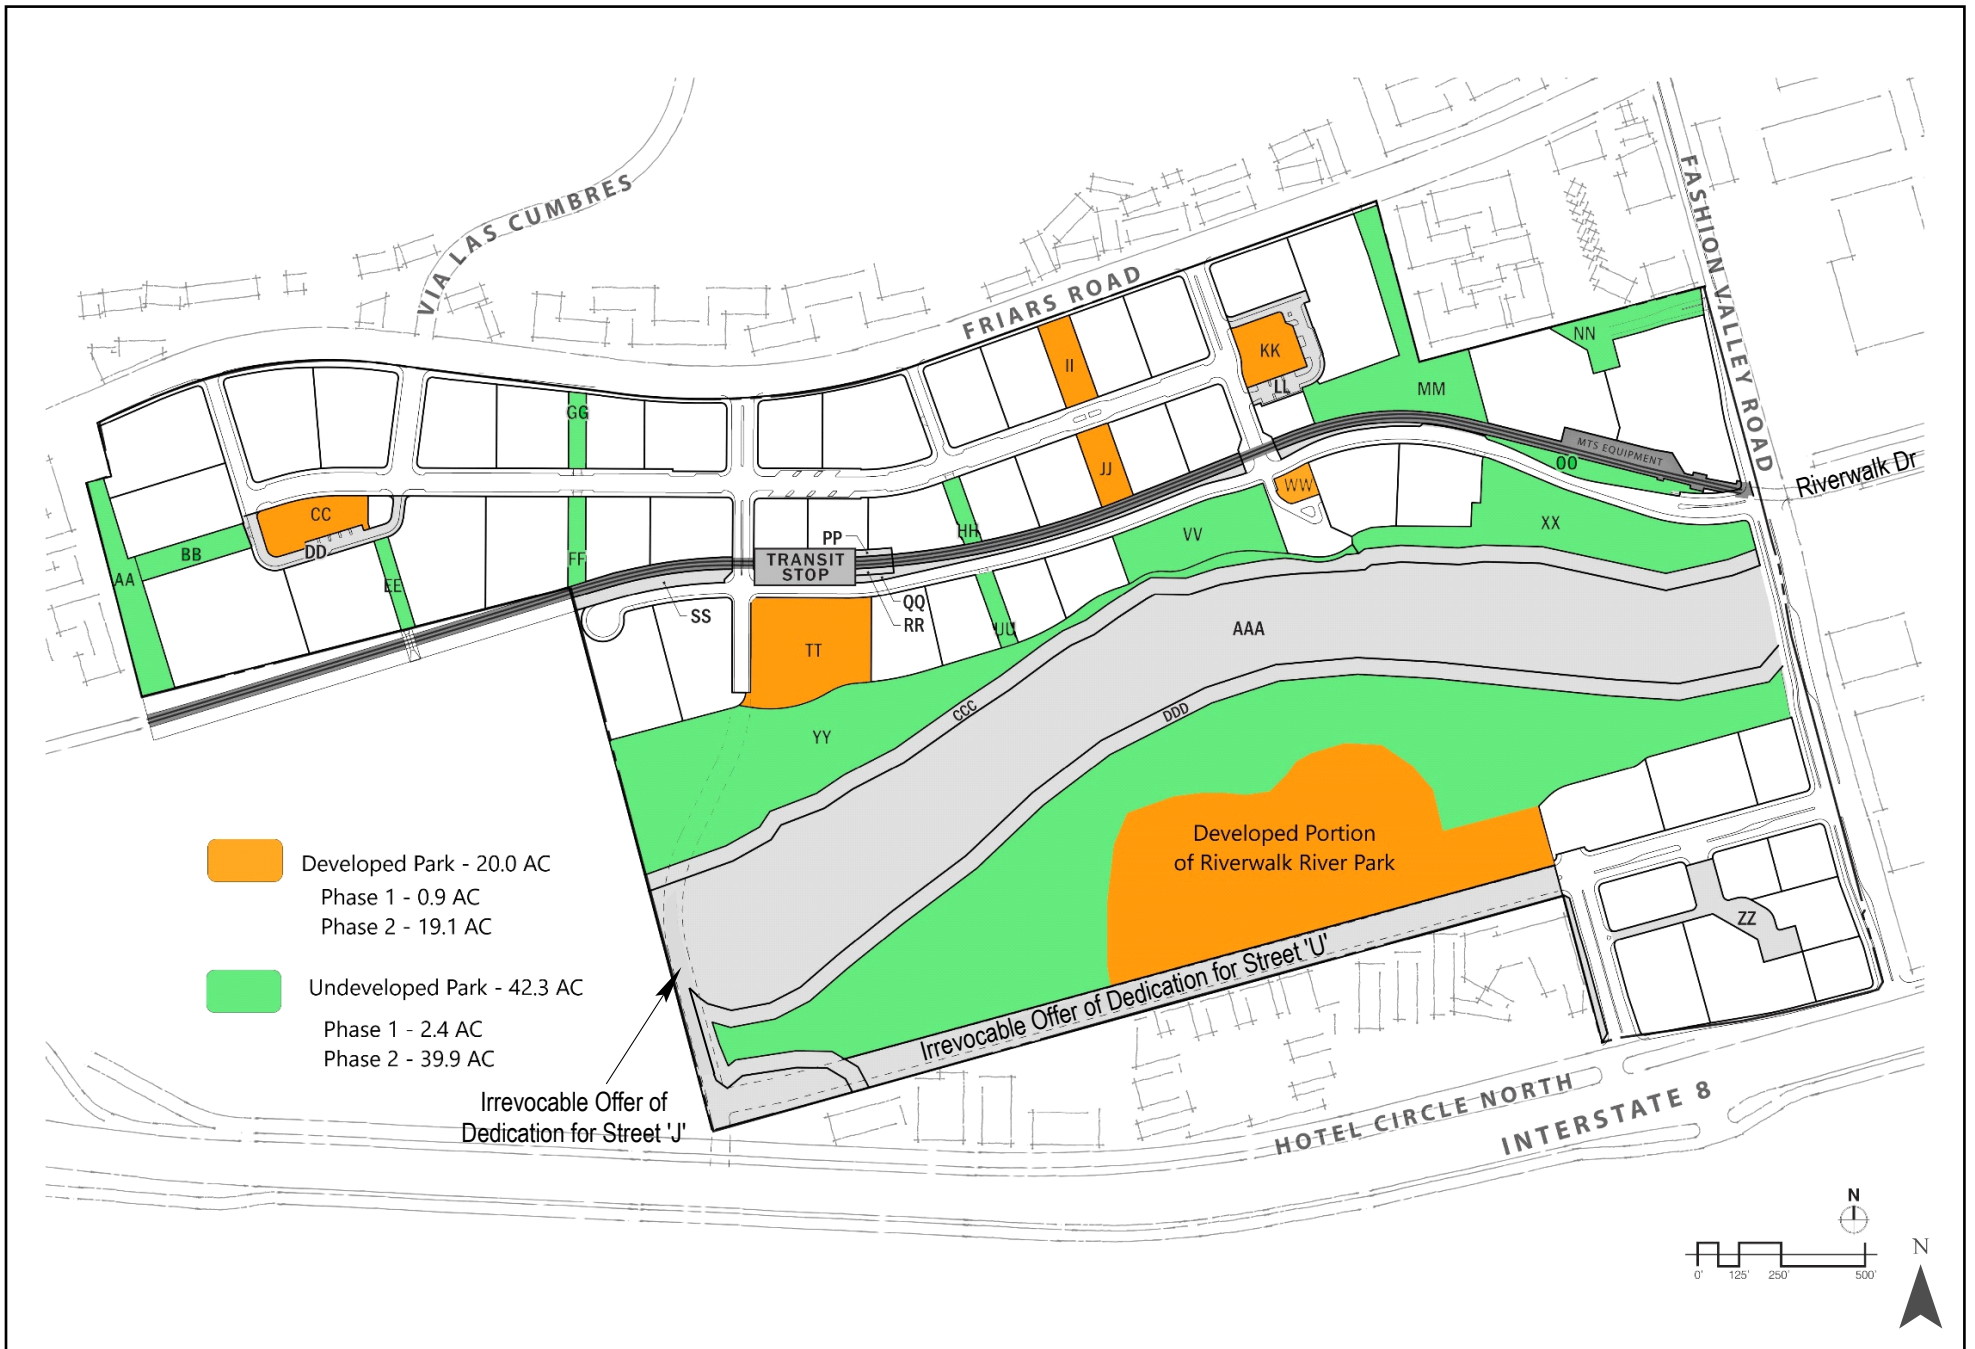 VIA LAS CUMBRES
FRIARS ROAD
FASHION VALLEY ROAD
Riverwalk Dr
NN
II
KK
LL
MM
GG
MTS EQUIPMENT
OO
JJ
WW
CC
DD
BB
AA
EE
FF
HH
PP
TRANSIT
STOP
QQ
RR
SS
VV
XX
UU
TT
AAA
YY
CCC
DDD
Developed Portion
of Riverwalk River Park
Developed Park - 20.0 AC
Phase 1 - 0.9 AC
Phase 2 - 19.1 AC
Undeveloped Park - 42.3 AC
Phase 1 - 2.4 AC
Phase 2 - 39.9 AC
ZZ
Irrevocable Offer of Dedication for Street 'U'
Irrevocable Offer of
Dedication for Street 'J'
HOTEL CIRCLE NORTH
INTERSTATE 8
N
0' 125' 250' 500'
N